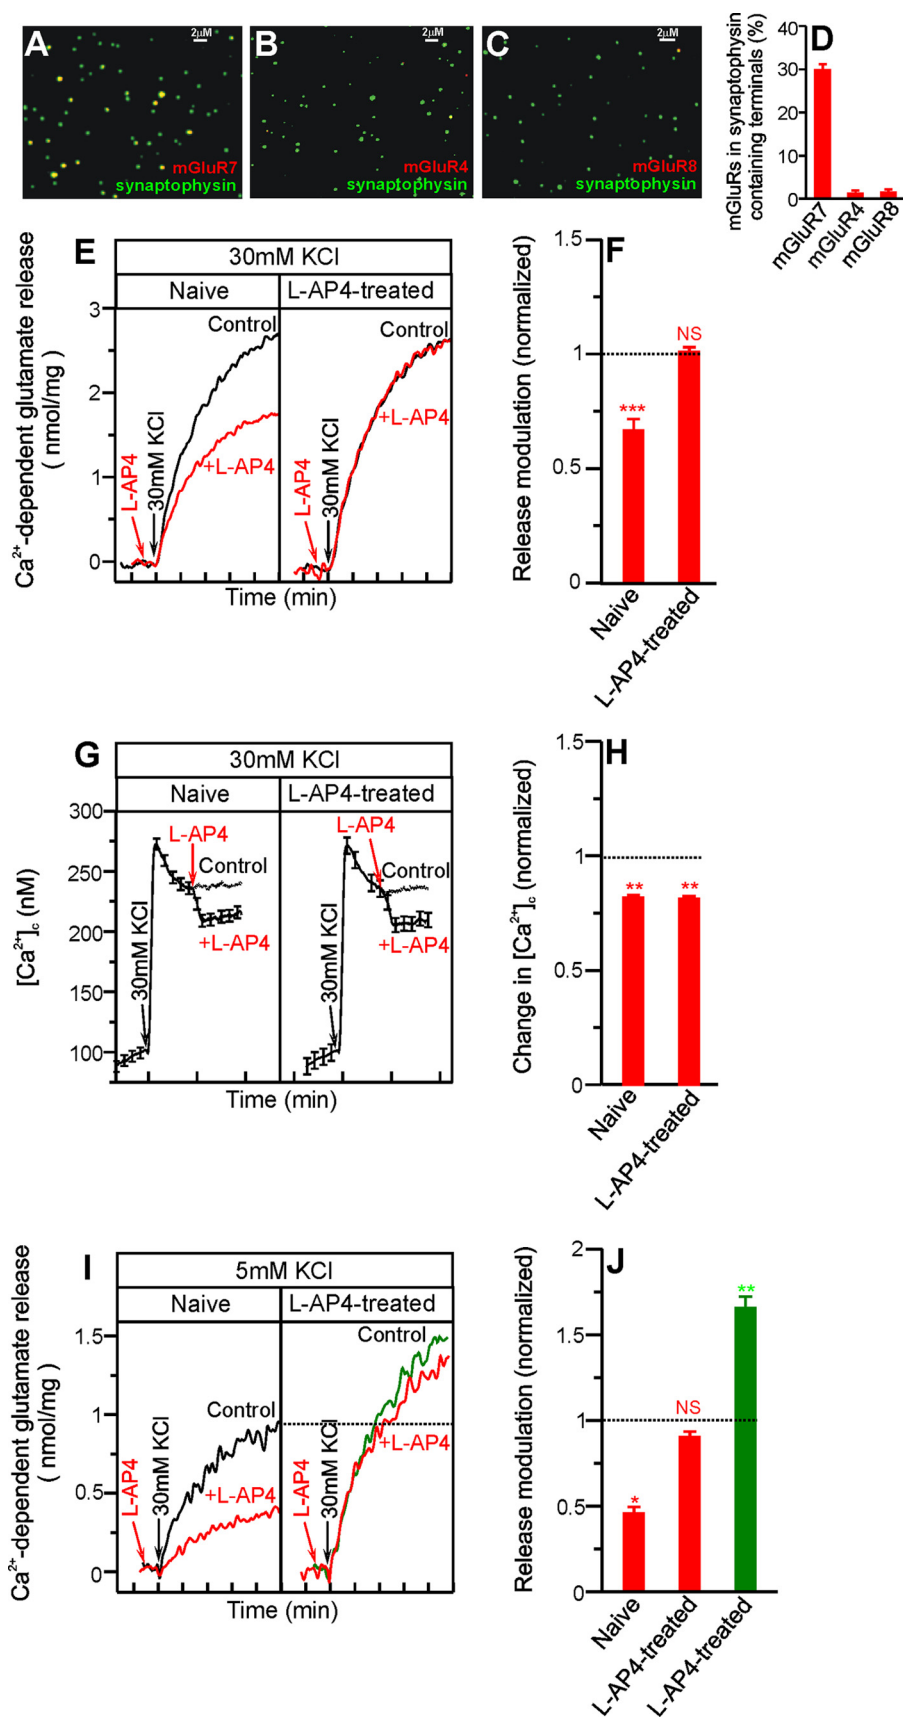 A
2μM
mGluR7
synaptophysin
B
2μM
mGluR4
synaptophysin
C
2μM
mGluR8
synaptophysin
D
mGluRs in synaptophysin
containing terminals (%)
40
30
20
10
0
mGluR7
mGluR4
mGluR8
E
30mM KCl
Naive
L-AP4-treated
Ca²⁺-dependent glutamate release
( nmol/mg )
3
2
1
0
Control
+L-AP4
L-AP4
30mM KCl
Control
+L-AP4
L-AP4
30mM KCl
Time (min)
F
Release modulation (normalized)
1.5
1
0.5
0
***
NS
Naive
L-AP4-treated
G
30mM KCl
Naive
L-AP4-treated
[Ca²⁺]c (nM)
300
250
200
150
100
L-AP4
Control
+L-AP4
30mM KCl
L-AP4
Control
+L-AP4
30mM KCl
Time (min)
H
Change in [Ca²⁺]c (normalized)
1.5
1
0.5
0
**
**
Naive
L-AP4-treated
I
5mM KCl
Naive
L-AP4-treated
Ca²⁺-dependent glutamate release
( nmol/mg )
1.5
1
0.5
0
Control
+L-AP4
L-AP4
30mM KCl
Control
+L-AP4
L-AP4
30mM KCl
Time (min)
J
Release modulation (normalized)
2
1.5
1
0.5
0
*
NS
**
Naive
L-AP4-treated
L-AP4-treated